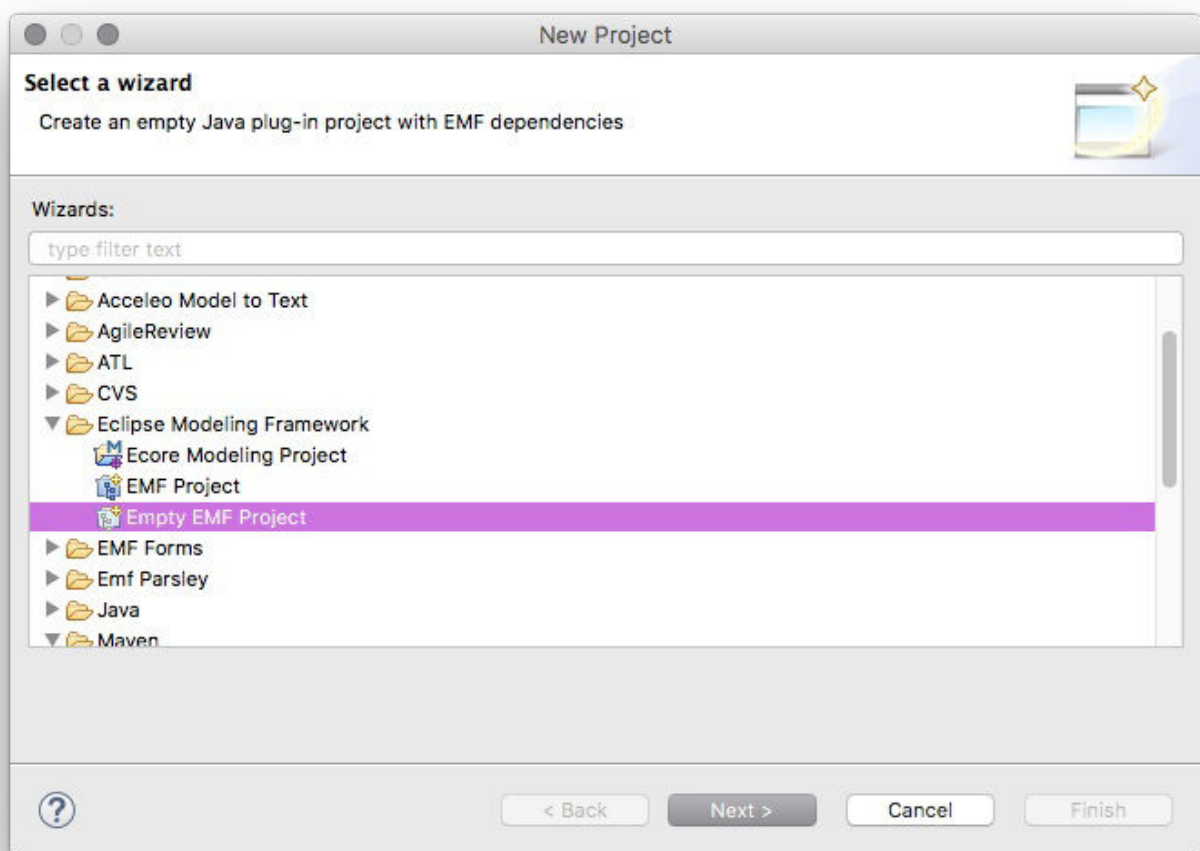 New Project
Select a wizard
Create an empty Java plug-in project with EMF dependencies
Wizards:
type filter text
Acceleo Model to Text
AgileReview
ATL
CVS
Eclipse Modeling Framework
Ecore Modeling Project
EMF Project
Empty EMF Project
EMF Forms
Emf Parsley
Java
Maven
?
< Back
Next >
Cancel
Finish